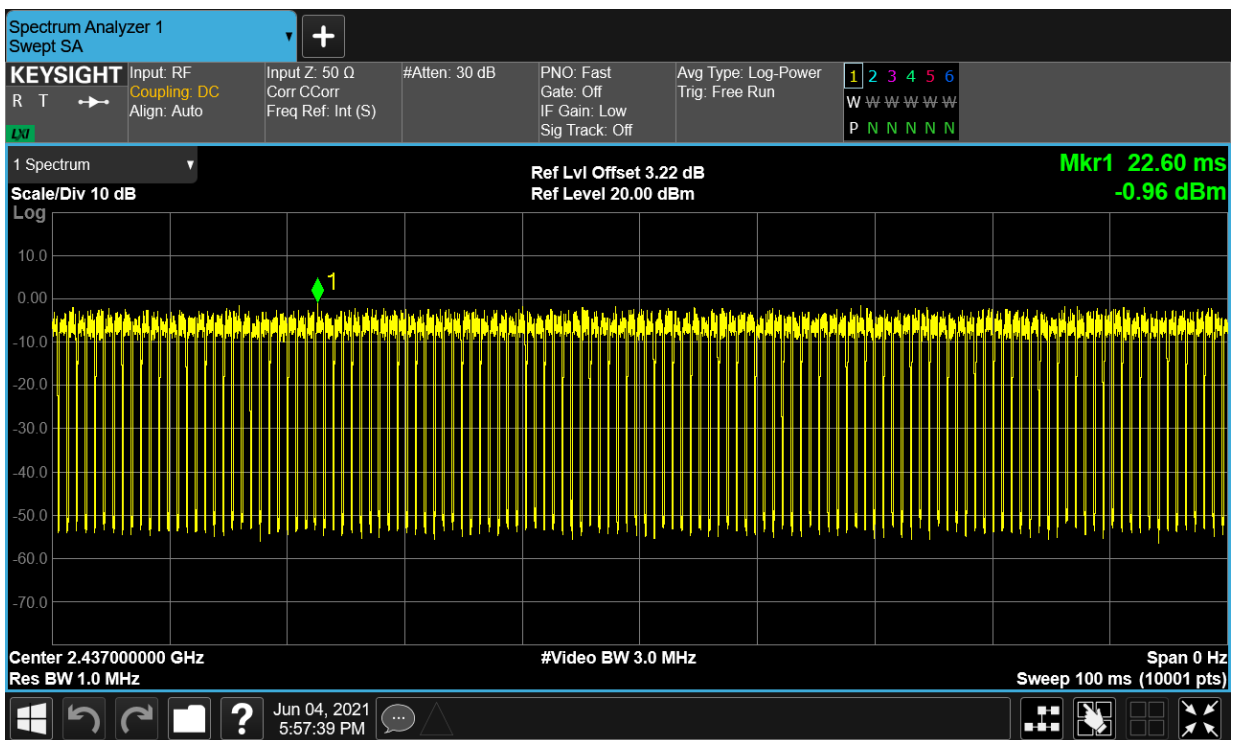 Spectrum Analyzer 1
Swept SA
KEYSIGHT
R T
LXI
Input: RF
Coupling: DC
Align: Auto
Input Z: 50 Ω
Corr CCorr
Freq Ref: Int (S)
#Atten: 30 dB
PNO: Fast
Gate: Off
IF Gain: Low
Sig Track: Off
Avg Type: Log-Power
Trig: Free Run
1 2 3 4 5 6
W W W W W W
P N N N N N
1 Spectrum
Scale/Div 10 dB
Log
Ref Lvl Offset 3.22 dB
Ref Level 20.00 dBm
Mkr1 22.60 ms
-0.96 dBm
10.0
0.00
-10.0
-20.0
-30.0
-40.0
-50.0
-60.0
-70.0
1
Center 2.437000000 GHz
Res BW 1.0 MHz
#Video BW 3.0 MHz
Span 0 Hz
Sweep 100 ms (10001 pts)
?
Jun 04, 2021
5:57:39 PM